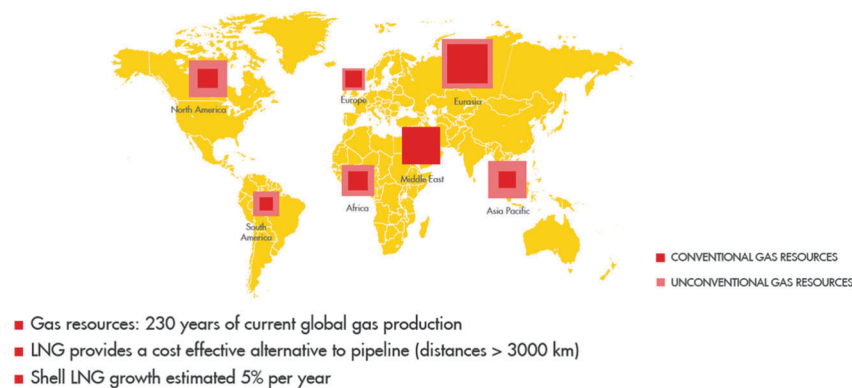 North America
Europe
Eurasia
Middle East
Africa
Asia Pacific
South
America
CONVENTIONAL GAS RESOURCES
UNCONVENTIONAL GAS RESOURCES
Gas resources: 230 years of current global gas production
LNG provides a cost effective alternative to pipeline (distances > 3000 km)
Shell LNG growth estimated 5% per year